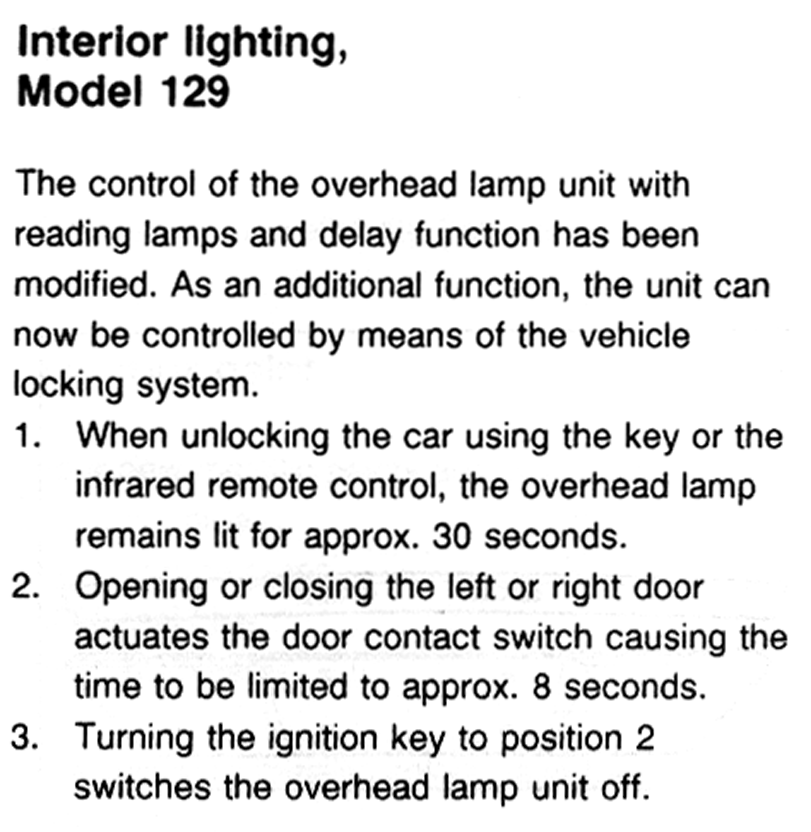 Interior lighting,
Model 129
The control of the overhead lamp unit with
reading lamps and delay function has been
modified. As an additional function, the unit can
now be controlled by means of the vehicle
locking system.
1. When unlocking the car using the key or the
infrared remote control, the overhead lamp
remains lit for approx. 30 seconds.
2. Opening or closing the left or right door
actuates the door contact switch causing the
time to be limited to approx. 8 seconds.
3. Turning the ignition key to position 2
switches the overhead lamp unit off.